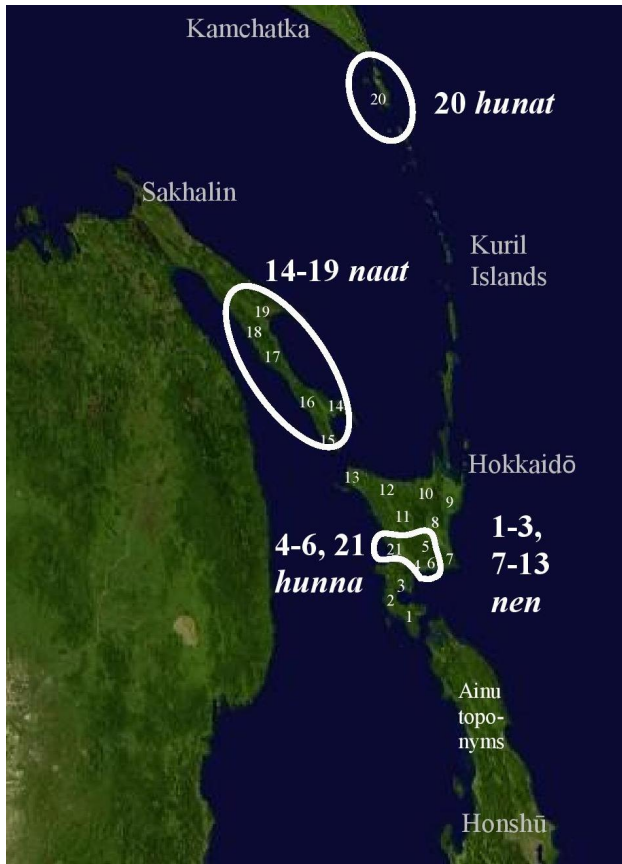 Kamchatka
20
20 hunat
Sakhalin
Kuril
Islands
14-19 naat
19
18
17
16
14
15
Hokkaidō
13
12
10
9
11
8
4-6, 21
hunna
21
5
4
6
7
1-3,
7-13
nen
3
2
1
Ainu
topo-
nyms
Honshū